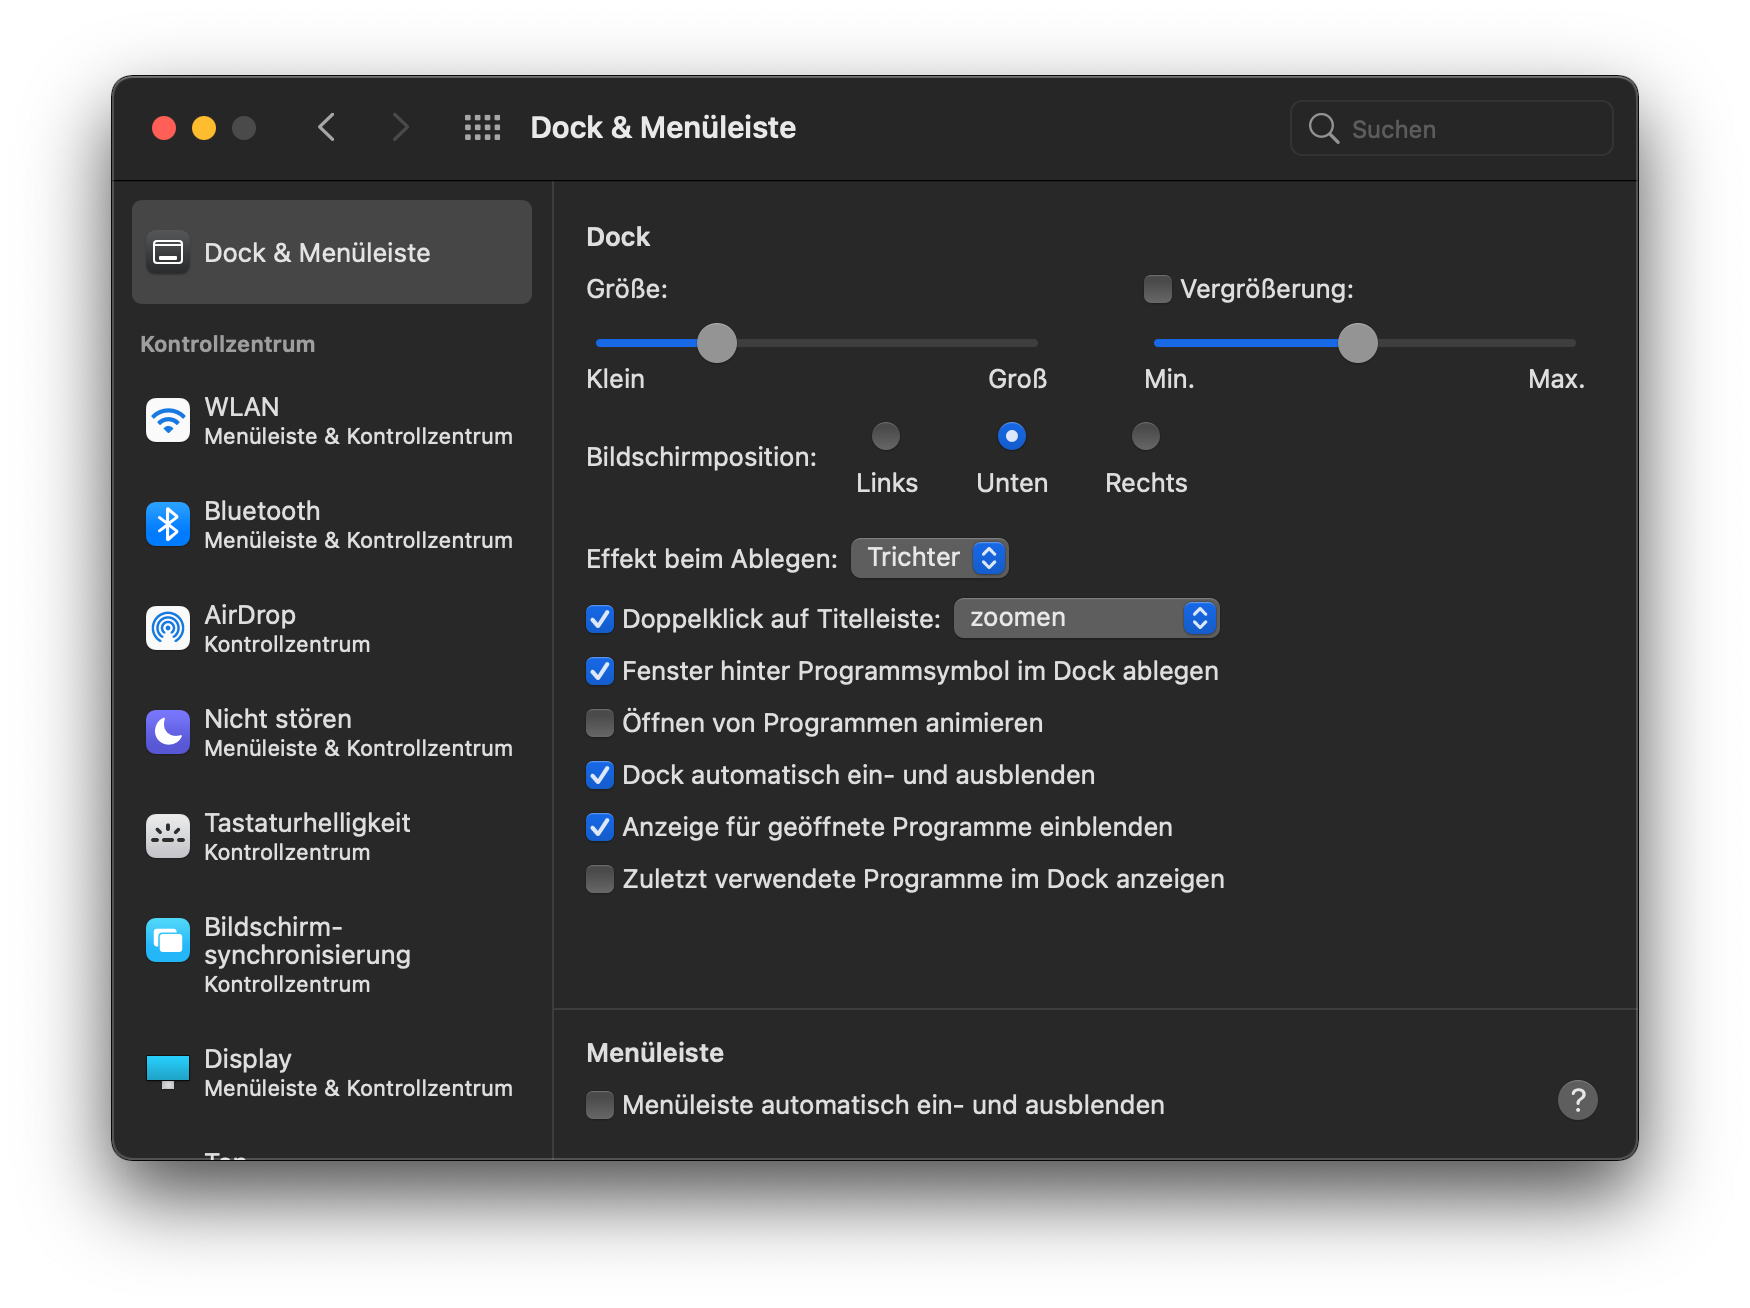 Dock & Menüleiste
Suchen
Dock & Menüleiste
Kontrollzentrum
WLAN
Menüleiste & Kontrollzentrum
Bluetooth
Menüleiste & Kontrollzentrum
AirDrop
Kontrollzentrum
Nicht stören
Menüleiste & Kontrollzentrum
Tastaturhelligkeit
Kontrollzentrum
Bildschirm-
synchronisierung
Kontrollzentrum
Display
Menüleiste & Kontrollzentrum
Dock
Größe:
Vergrößerung:
Klein
Groß
Min.
Max.
Bildschirmposition:
Links
Unten
Rechts
Effekt beim Ablegen: Trichter
Doppelklick auf Titelleiste: zoomen
Fenster hinter Programmsymbol im Dock ablegen
Öffnen von Programmen animieren
Dock automatisch ein- und ausblenden
Anzeige für geöffnete Programme einblenden
Zuletzt verwendete Programme im Dock anzeigen
Menüleiste
Menüleiste automatisch ein- und ausblenden
?